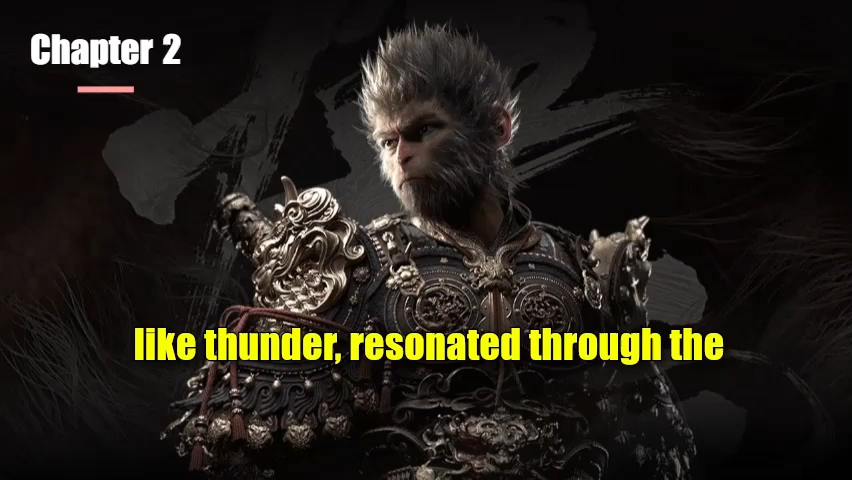 Chapter 2
like thunder, resonated through the